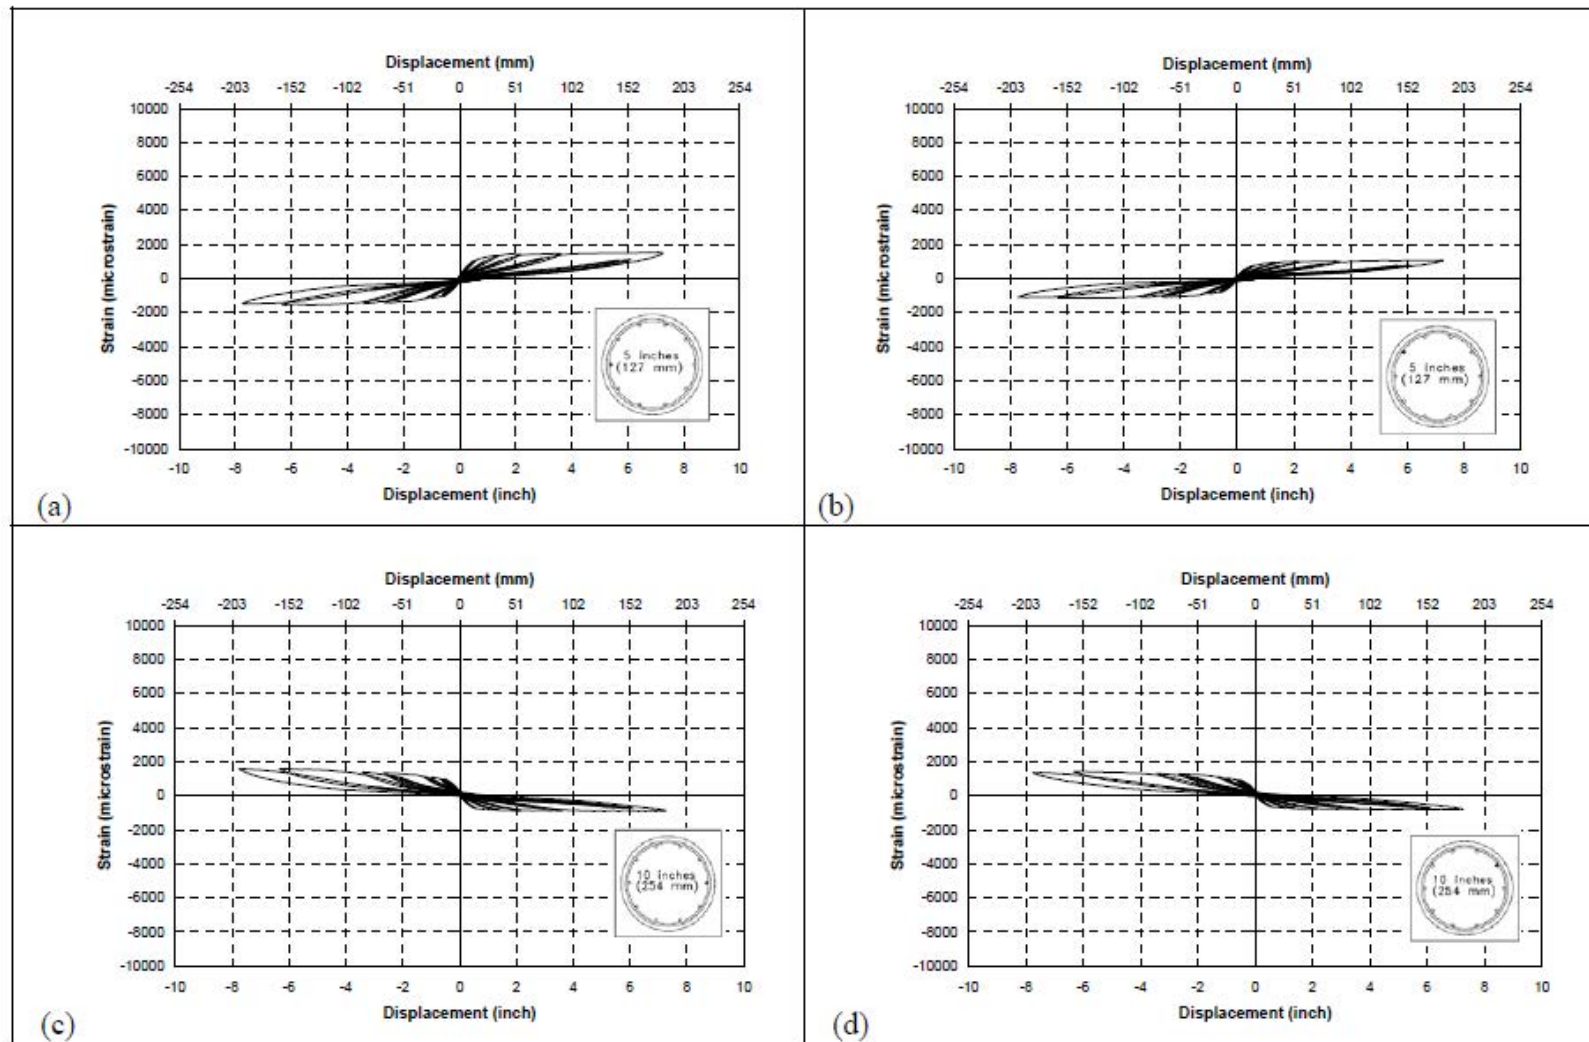 Displacement (mm)
-254 -203 -152 -102 -51 0 51 102 152 203 254
10000
8000
6000
4000
2000
0
-2000
-4000
-6000
-8000
-10000
Strain (microstrain)
5 inches
(127 mm)
-10 -8 -6 -4 -2 0 2 4 6 8 10
Displacement (inch)
(a)
Displacement (mm)
-254 -203 -152 -102 -51 0 51 102 152 203 254
10000
8000
6000
4000
2000
0
-2000
-4000
-6000
-8000
-10000
Strain (microstrain)
5 inches
(127 mm)
-10 -8 -6 -4 -2 0 2 4 6 8 10
Displacement (inch)
(b)
Displacement (mm)
-254 -203 -152 -102 -51 0 51 102 152 203 254
10000
8000
6000
4000
2000
0
-2000
-4000
-6000
-8000
-10000
Strain (microstrain)
10 inches
(254 mm)
-10 -8 -6 -4 -2 0 2 4 6 8 10
Displacement (inch)
(c)
Displacement (mm)
-254 -203 -152 -102 -51 0 51 102 152 203 254
10000
8000
6000
4000
2000
0
-2000
-4000
-6000
-8000
-10000
Strain (microstrain)
10 inches
(254 mm)
-10 -8 -6 -4 -2 0 2 4 6 8 10
Displacement (inch)
(d)